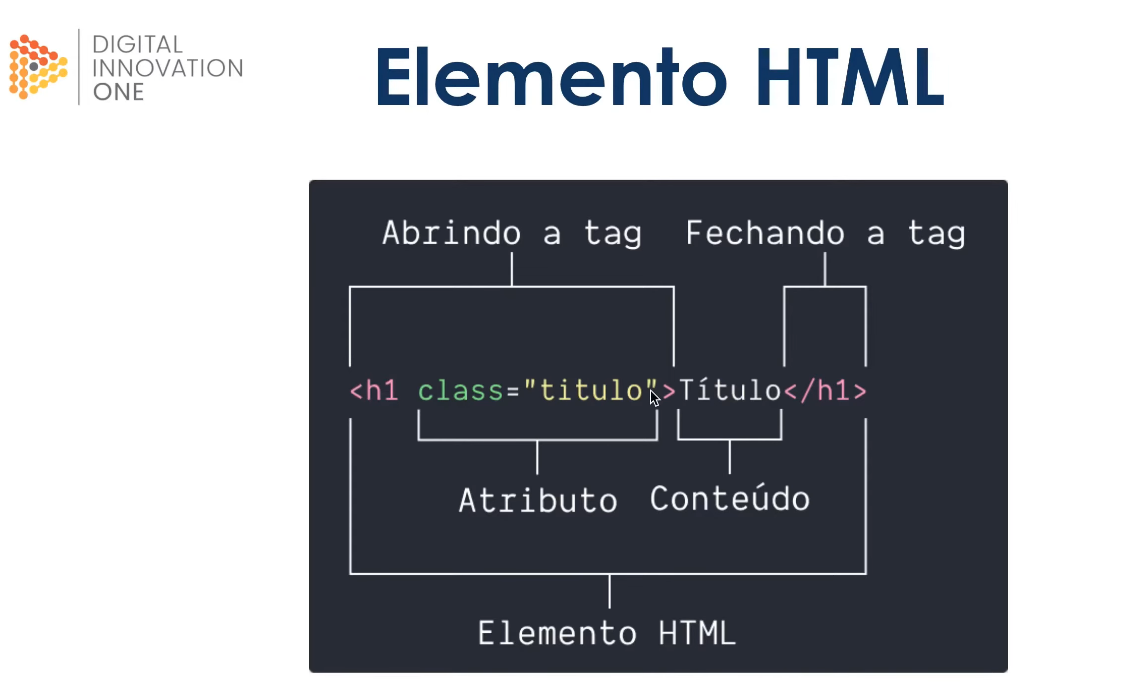 DIGITAL
INNOVATION
ONE
Elemento HTML
Abrindo a tag
Fechando a tag
<h1 class="titulo">Título</h1>
Atributo
Conteúdo
Elemento HTML